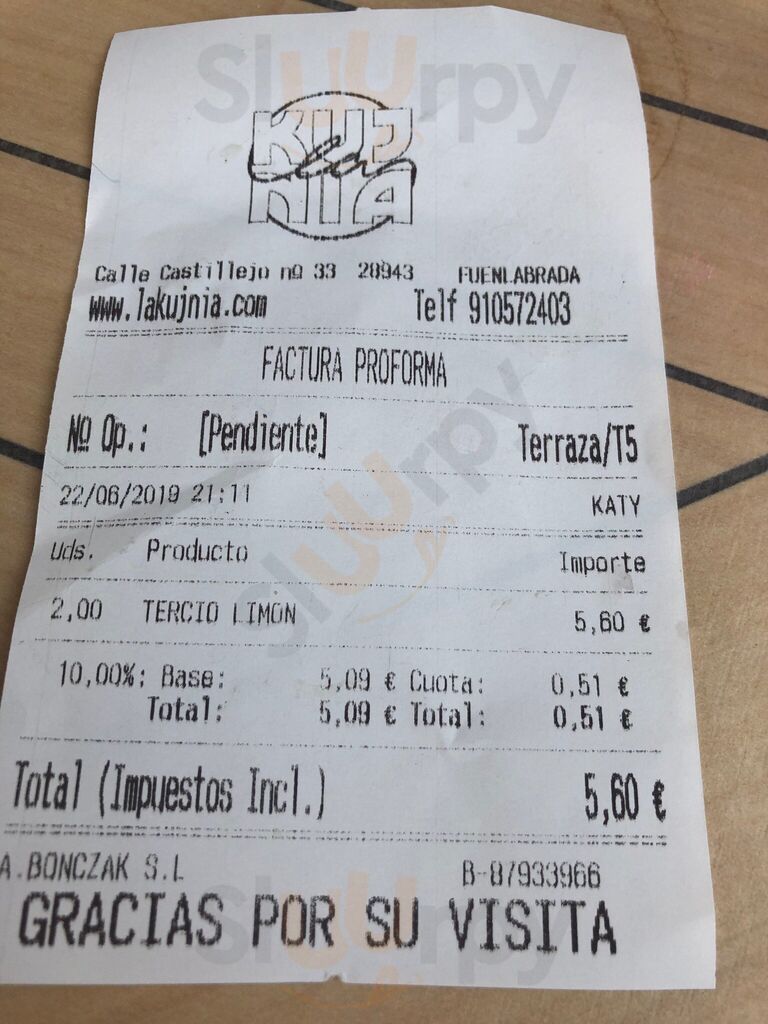 Sluurpy
KUJ
la
NIA
Calle Castillejo nº 33 28943 FUENLABRADA
www.lakujnia.com Telf 910572403
FACTURA PROFORMA
Nº Op.: [Pendiente] Terraza/T5
22/06/2019 21:11 KATY
Uds. Producto Importe
Sluurpy
2,00 TERCIO LIMON 5,60 €
10,00%: Base: 5,09 € Cuota: 0,51 €
Total: 5,09 € Total: 0,51 €
Total (Impuestos Incl.) 5,60 €
A.BONCZAK S.L B-87933966
GRACIAS POR SU VISITA
Sluurpy